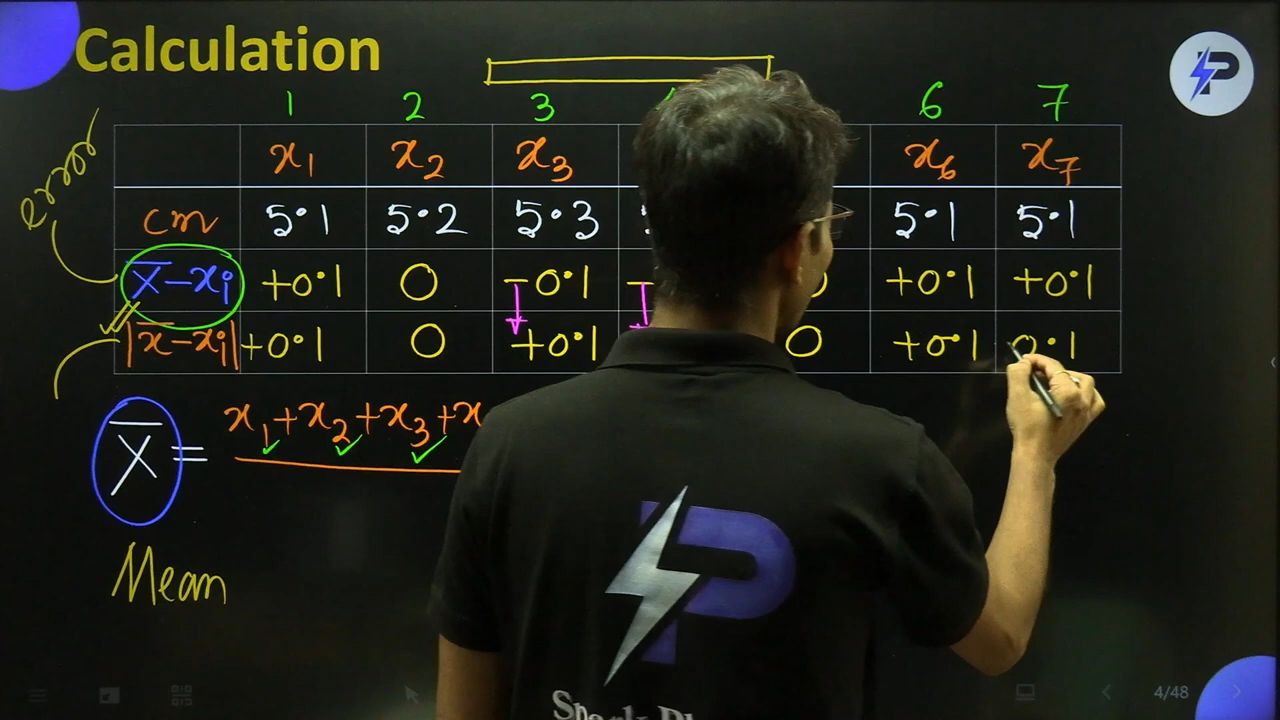 Calculation
1 2 3 6 7
x₁ x₂ x₃ x₆ x₇
error
cm 5.1 5.2 5.3 5.1 5.1
x̄-xᵢ +0.1 0 -0.1 - +0.1 +0.1
|x̄-xᵢ| +0.1 0 +0.1 0 +0.1 0.1
x̄ = x₁+x₂+x₃+x
Mean
P
4/48